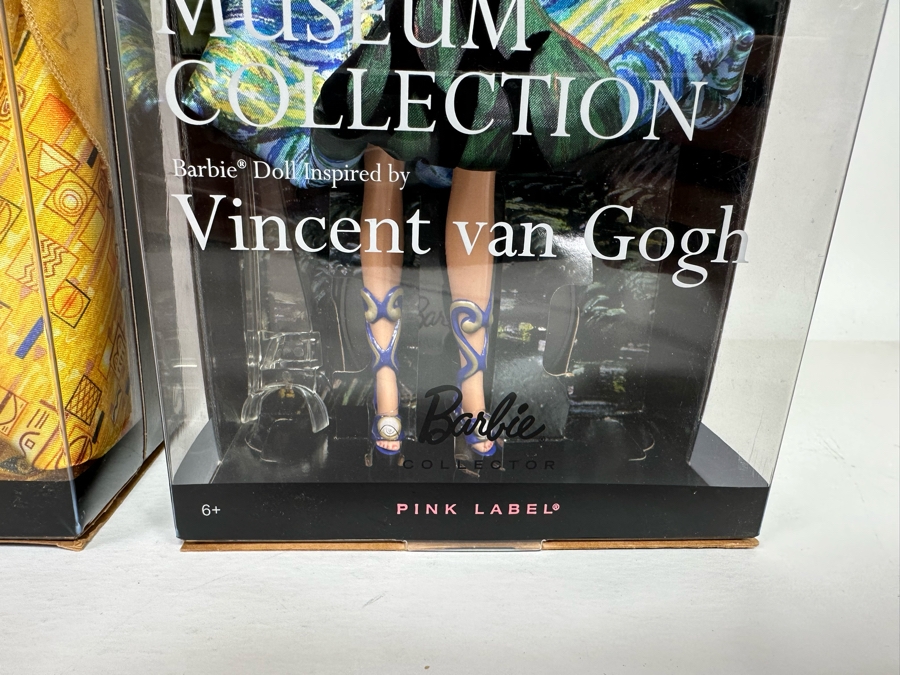 MUSEUM
COLLECTION
Barbie® Doll Inspired by
Vincent van Gogh
Barbie
COLLECTOR
6+
PINK LABEL®